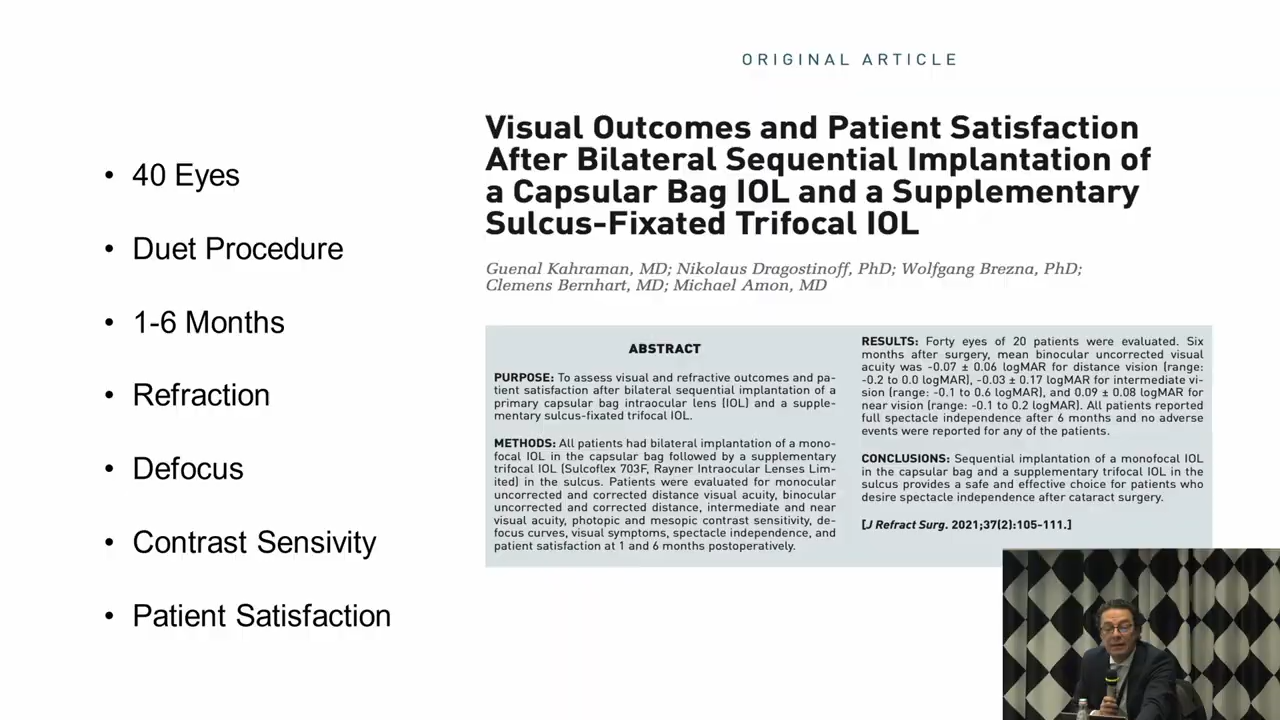 ORIGINAL ARTICLE
Visual Outcomes and Patient Satisfaction
After Bilateral Sequential Implantation of
a Capsular Bag IOL and a Supplementary
Sulcus-Fixated Trifocal IOL
Guenal Kahraman, MD; Nikolaus Dragostinoff, PhD; Wolfgang Brezna, PhD;
Clemens Bernhart, MD; Michael Amon, MD
• 40 Eyes
• Duet Procedure
• 1-6 Months
• Refraction
• Defocus
• Contrast Sensivity
• Patient Satisfaction
ABSTRACT
PURPOSE: To assess visual and refractive outcomes and pa-
tient satisfaction after bilateral sequential implantation of a
primary capsular bag intraocular lens (IOL) and a supple-
mentary sulcus-fixated trifocal IOL.
METHODS: All patients had bilateral implantation of a mono-
focal IOL in the capsular bag followed by a supplementary
trifocal IOL (Sulcoflex 703F, Rayner Intraocular Lenses Lim-
ited) in the sulcus. Patients were evaluated for monocular
uncorrected and corrected distance visual acuity, binocular
uncorrected and corrected distance, intermediate and near
visual acuity, photopic and mesopic contrast sensitivity, de-
focus curves, visual symptoms, spectacle independence, and
patient satisfaction at 1 and 6 months postoperatively.
RESULTS: Forty eyes of 20 patients were evaluated. Six
months after surgery, mean binocular uncorrected visual
acuity was -0.07 ± 0.06 logMAR for distance vision (range:
-0.2 to 0.0 logMAR), -0.03 ± 0.17 logMAR for intermediate vi-
sion (range: -0.1 to 0.6 logMAR), and 0.09 ± 0.08 logMAR for
near vision (range: -0.1 to 0.2 logMAR). All patients reported
full spectacle independence after 6 months and no adverse
events were reported for any of the patients.
CONCLUSIONS: Sequential implantation of a monofocal IOL
in the capsular bag and a supplementary trifocal IOL in the
sulcus provides a safe and effective choice for patients who
desire spectacle independence after cataract surgery.
[J Refract Surg. 2021;37(2):105-111.]